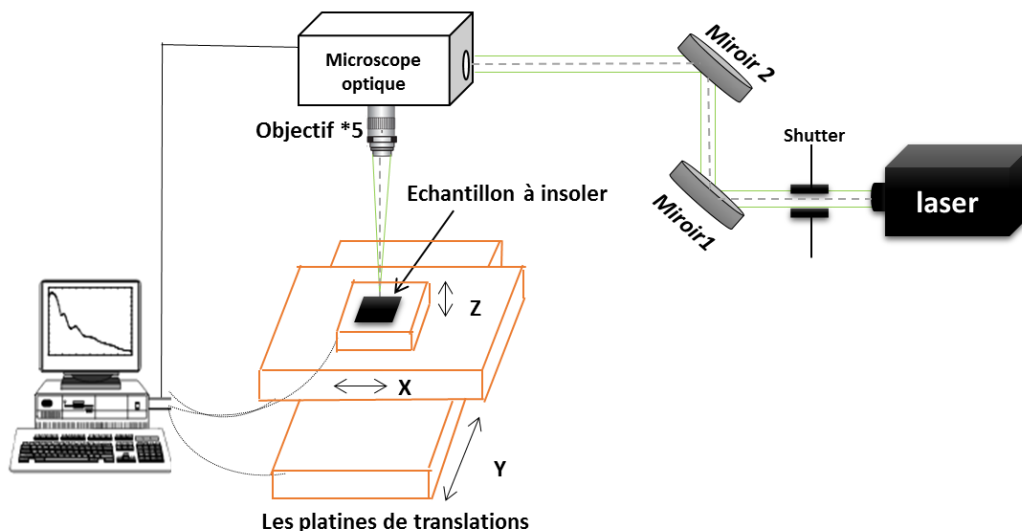 Microscope
optique
Miroir 2
Objectif *5
Shutter
laser
Echantillon à insoler
Miroir1
Z
X
Y
Les platines de translations